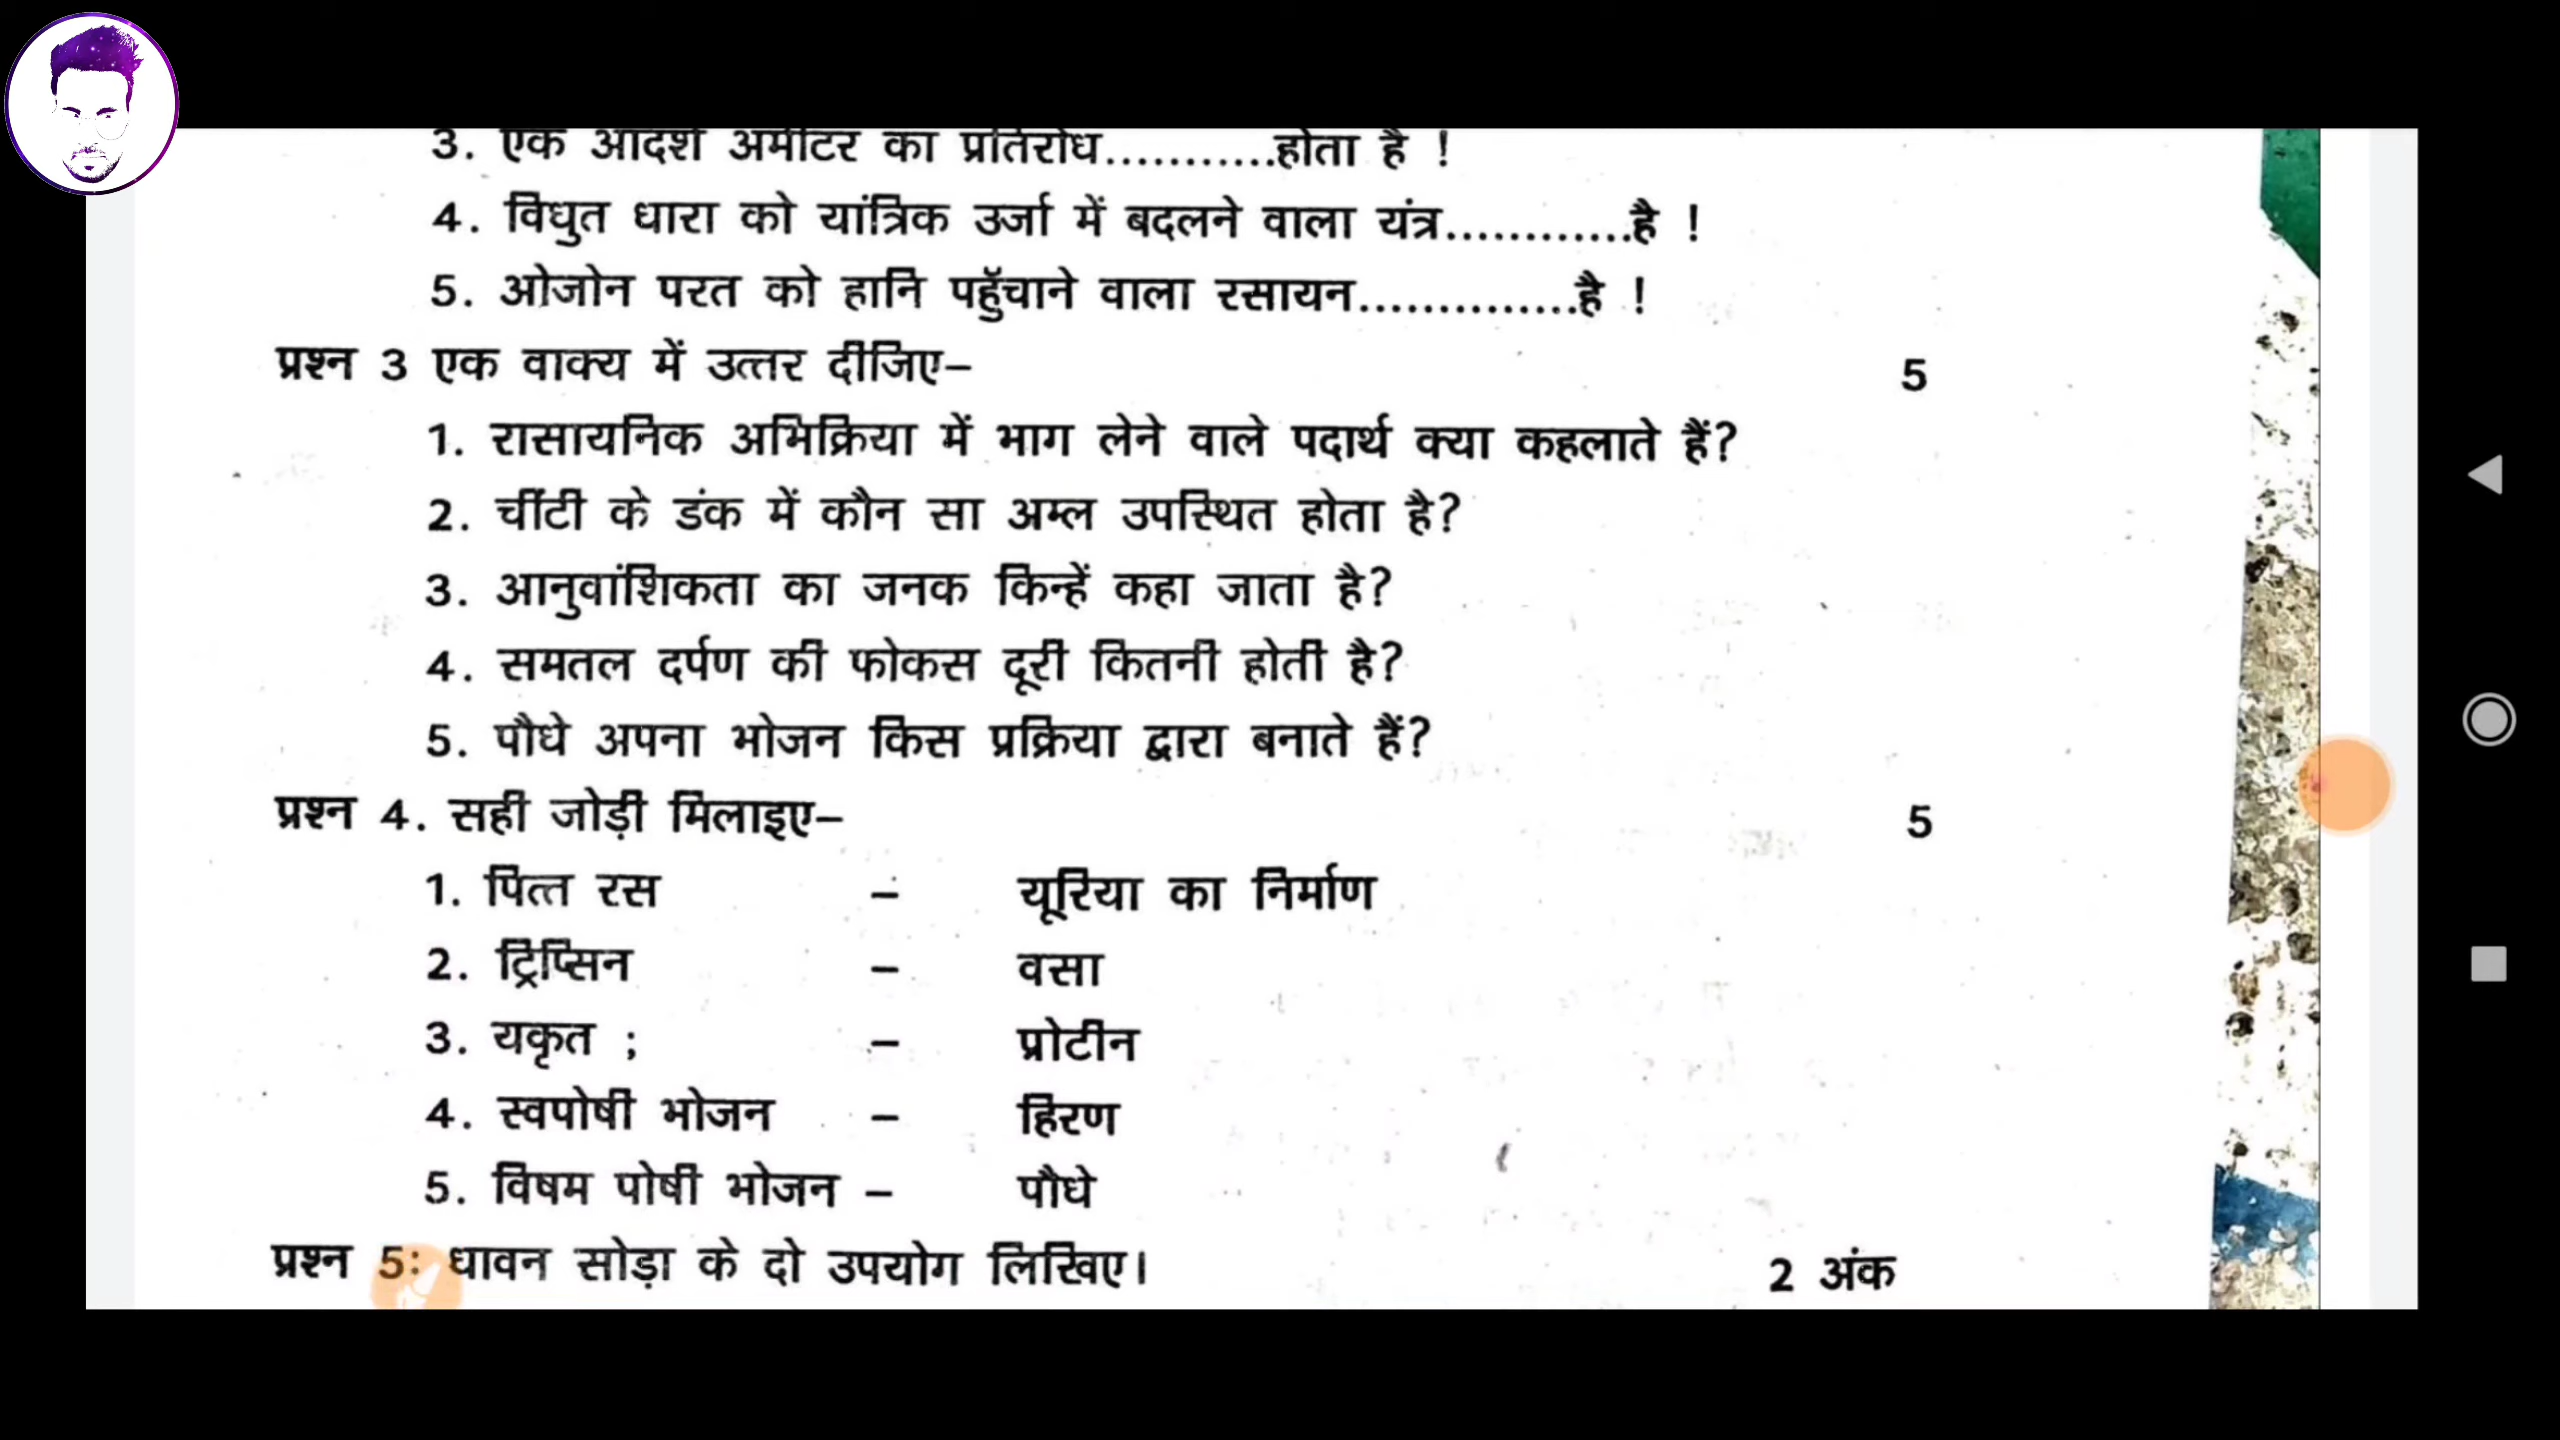 3. एक आदर्श अमीटर का प्रतिरोध...........होता है !
4. विधुत धारा को यांत्रिक उर्जा में बदलने वाला यंत्र............है !
5. ओजोन परत को हानि पहुँचाने वाला रसायन..............है !
प्रश्न 3 एक वाक्य में उत्तर दीजिए– 5
1. रासायनिक अभिक्रिया में भाग लेने वाले पदार्थ क्या कहलाते हैं?
2. चींटी के डंक में कौन सा अम्ल उपस्थित होता है?
3. आनुवांशिकता का जनक किन्हें कहा जाता है?
4. समतल दर्पण की फोकस दूरी कितनी होती है?
5. पौधे अपना भोजन किस प्रक्रिया द्वारा बनाते हैं?
प्रश्न 4. सही जोड़ी मिलाइए– 5
1. पित्त रस – यूरिया का निर्माण
2. ट्रिप्सिन – वसा
3. यकृत ; – प्रोटीन
4. स्वपोषी भोजन – हिरण
5. विषम पोषी भोजन – पौधे
प्रश्न 5: धावन सोड़ा के दो उपयोग लिखिए। 2 अंक